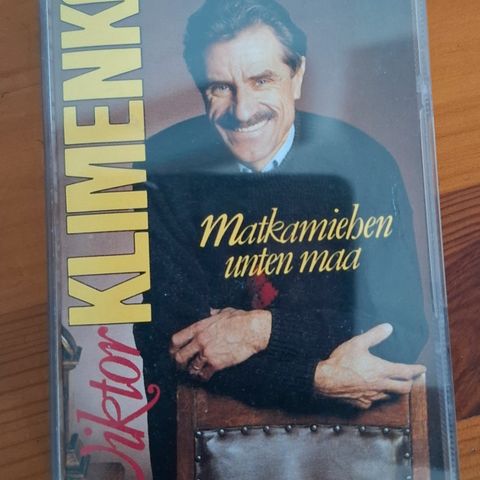 Viktor
KLIMENKO
Matkamiehen
unten maa